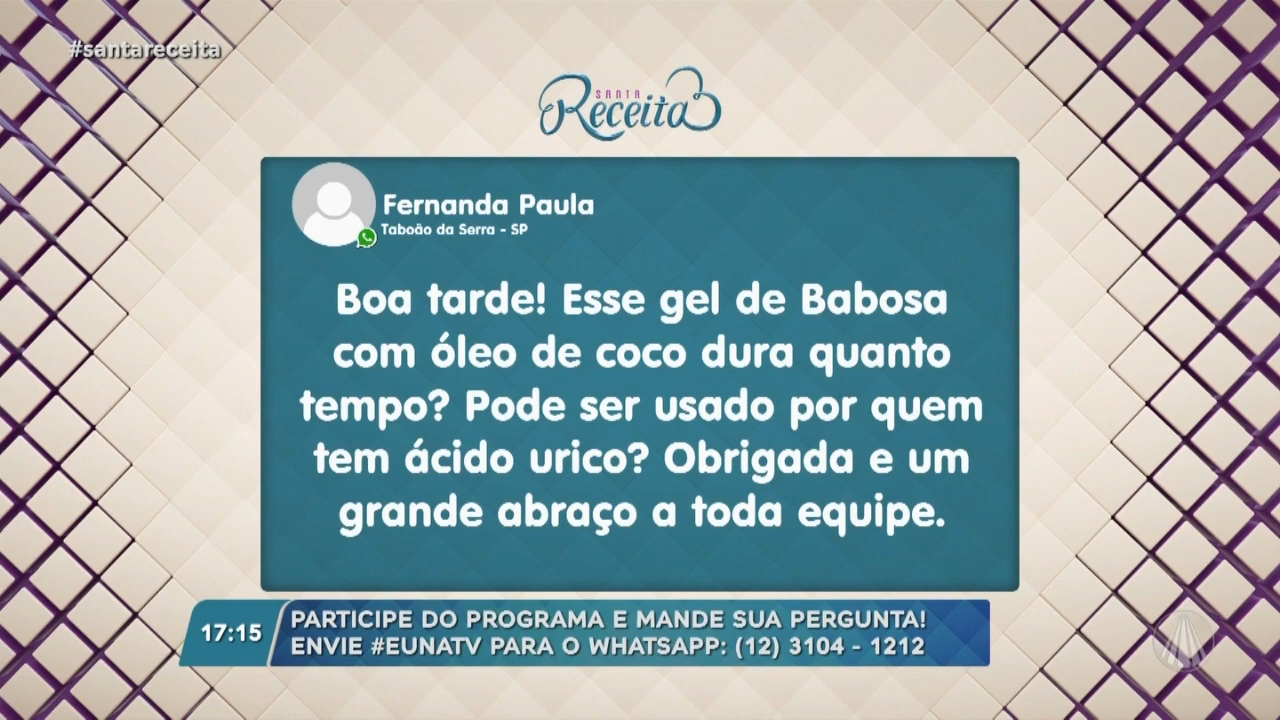 #santareceita
SANTA
Receita
Fernanda Paula
Taboão da Serra - SP
Boa tarde! Esse gel de Babosa
com óleo de coco dura quanto
tempo? Pode ser usado por quem
tem ácido urico? Obrigada e um
grande abraço a toda equipe.
17:15
PARTICIPE DO PROGRAMA E MANDE SUA PERGUNTA!
ENVIE #EUNATV PARA O WHATSAPP: (12) 3104 - 1212